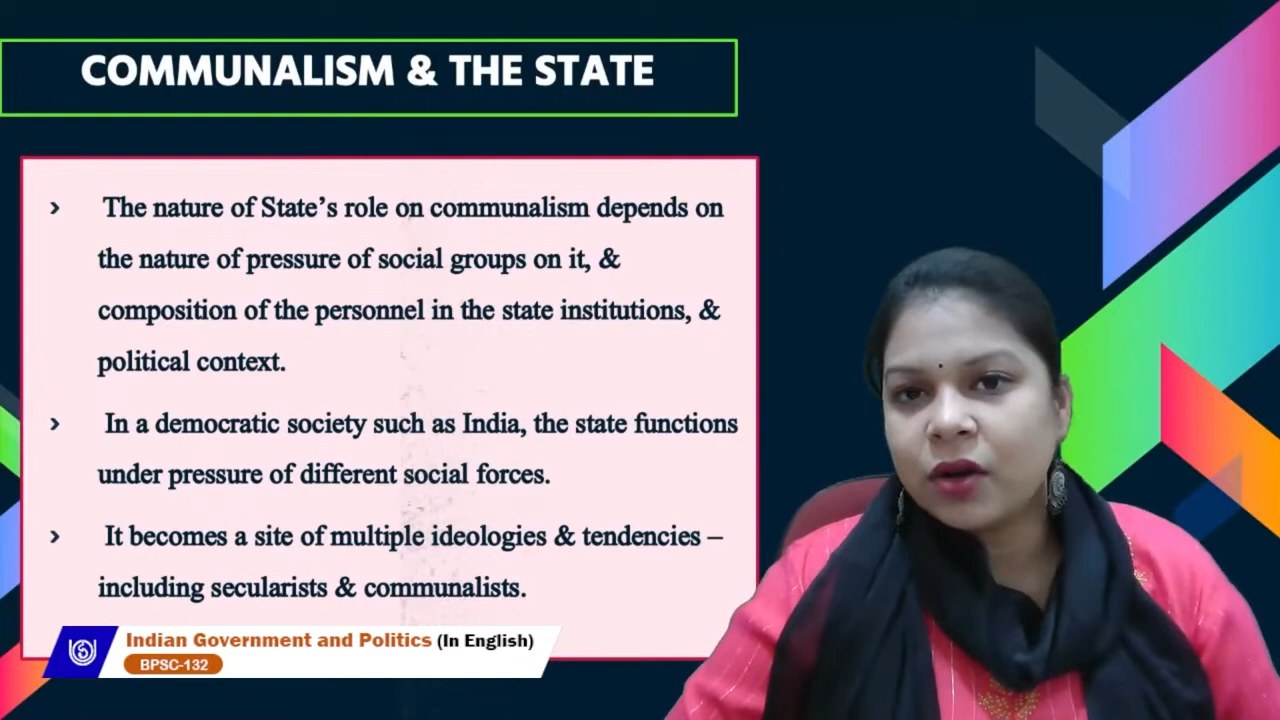 COMMUNALISM & THE STATE
› The nature of State’s role on communalism depends on
the nature of pressure of social groups on it, &
composition of the personnel in the state institutions, &
political context.
› In a democratic society such as India, the state functions
under pressure of different social forces.
› It becomes a site of multiple ideologies & tendencies –
including secularists & communalists.
Indian Government and Politics (In English)
BPSC-132